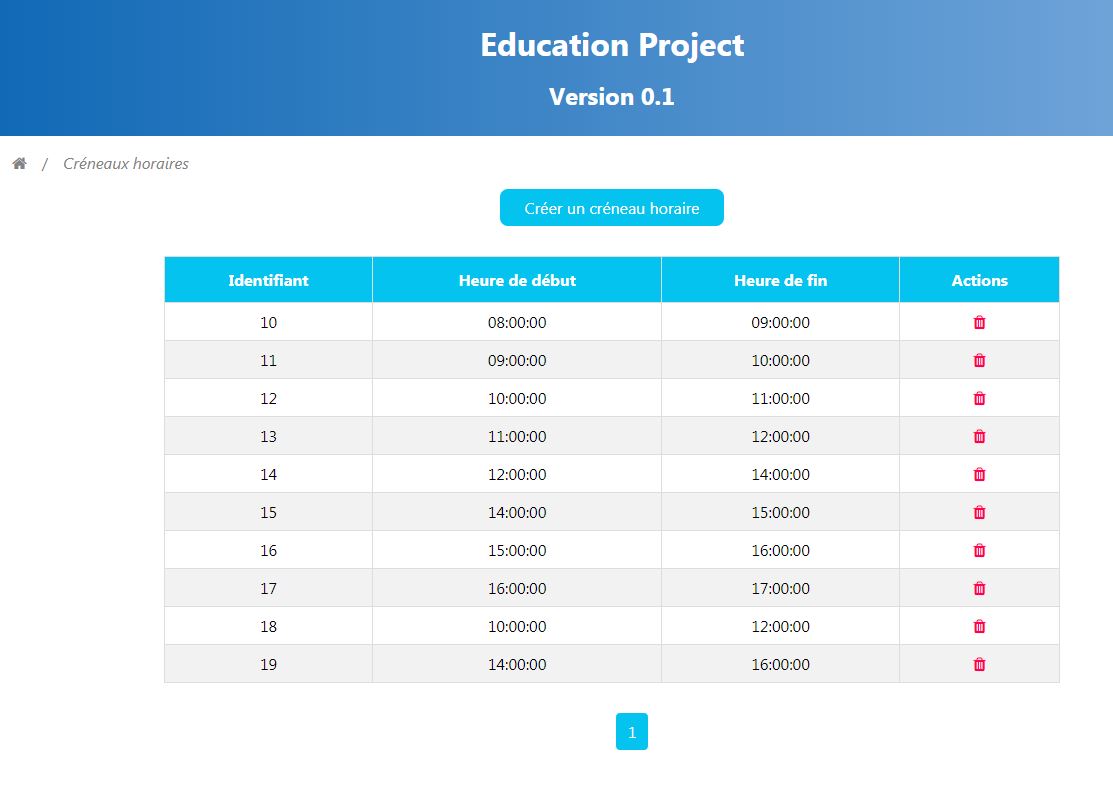 Education Project
Version 0.1
/ Créneaux horaires
Créer un créneau horaire
Identifiant Heure de début Heure de fin Actions
10 08:00:00 09:00:00
11 09:00:00 10:00:00
12 10:00:00 11:00:00
13 11:00:00 12:00:00
14 12:00:00 14:00:00
15 14:00:00 15:00:00
16 15:00:00 16:00:00
17 16:00:00 17:00:00
18 10:00:00 12:00:00
19 14:00:00 16:00:00
1